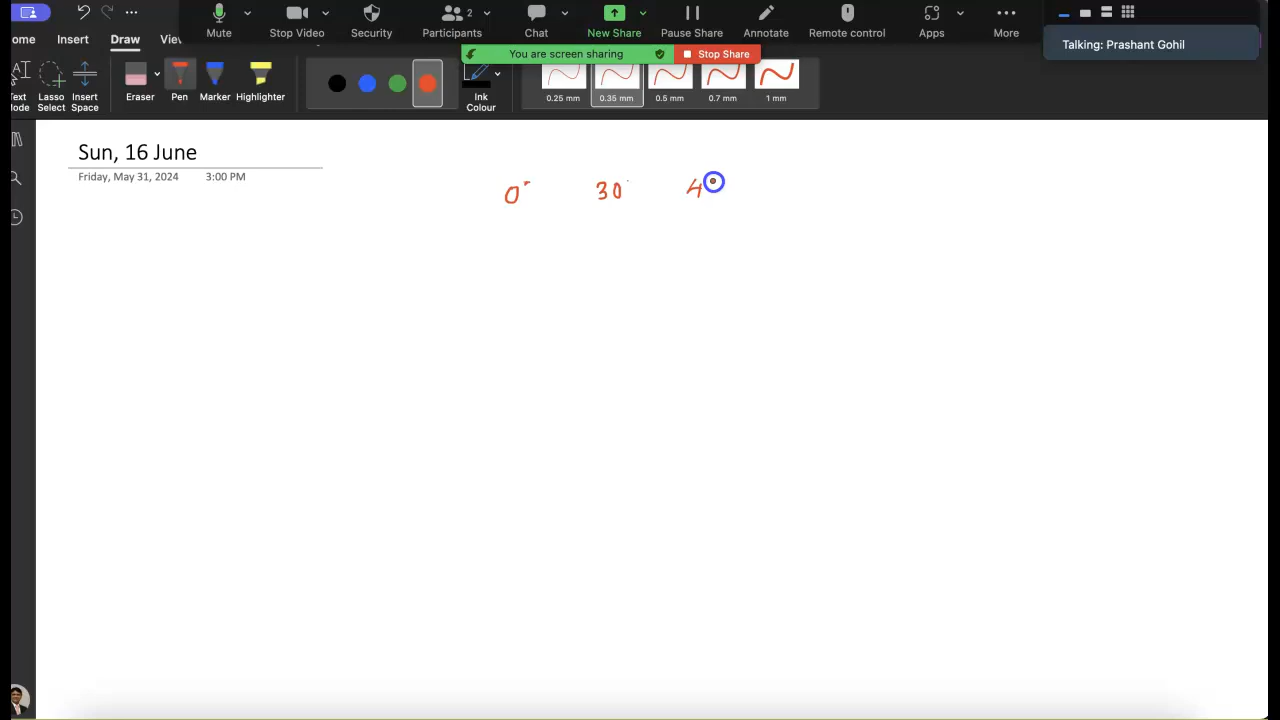 Mute
Stop Video
Security
Participants 2
Chat
New Share
Pause Share
Annotate
Remote control
Apps
More
Talking: Prashant Gohil
You are screen sharing
Stop Share
ome Insert Draw Vi
Text
ode
Lasso
Select
Insert
Space
Eraser
Pen
Marker
Highlighter
Ink
Colour
0.25 mm
0.35 mm
0.5 mm
0.7 mm
1 mm
Sun, 16 June
Friday, May 31, 2024 3:00 PM
0° 30° 4